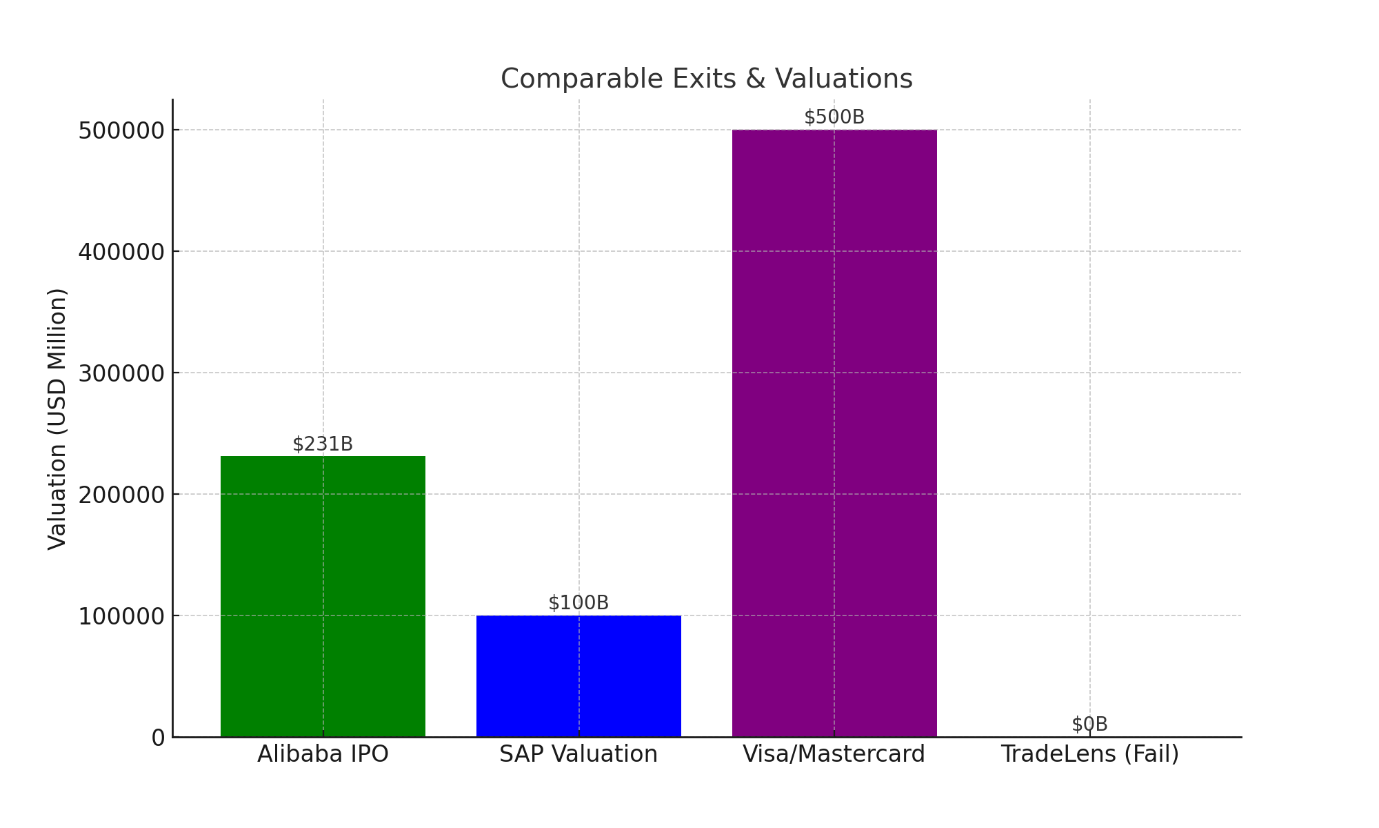 Comparable Exits & Valuations
Valuation (USD Million)
500000
400000
300000
200000
100000
0
$231B
$100B
$500B
$0B
Alibaba IPO
SAP Valuation
Visa/Mastercard
TradeLens (Fail)